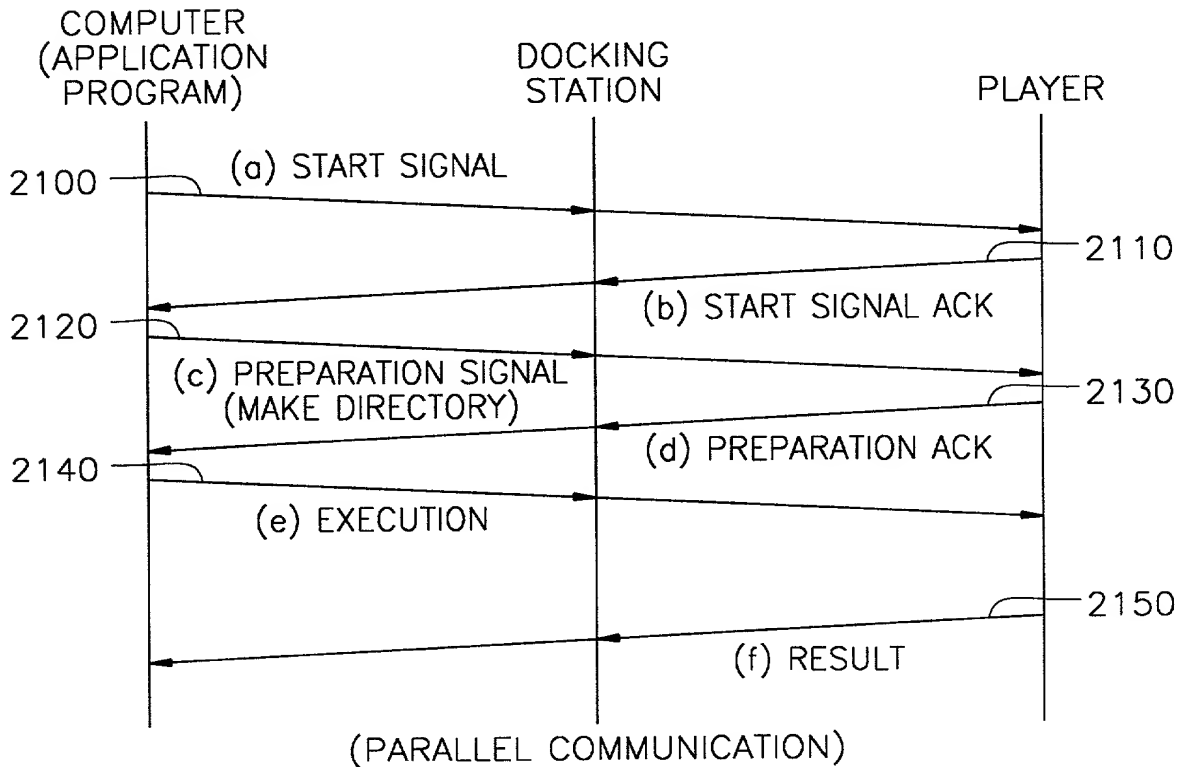 COMPUTER
(APPLICATION
PROGRAM)
DOCKING
STATION
PLAYER
(a) START SIGNAL
2100
2110
(b) START SIGNAL ACK
2120
(c) PREPARATION SIGNAL
(MAKE DIRECTORY)
2130
(d) PREPARATION ACK
2140
(e) EXECUTION
2150
(f) RESULT
(PARALLEL COMMUNICATION)